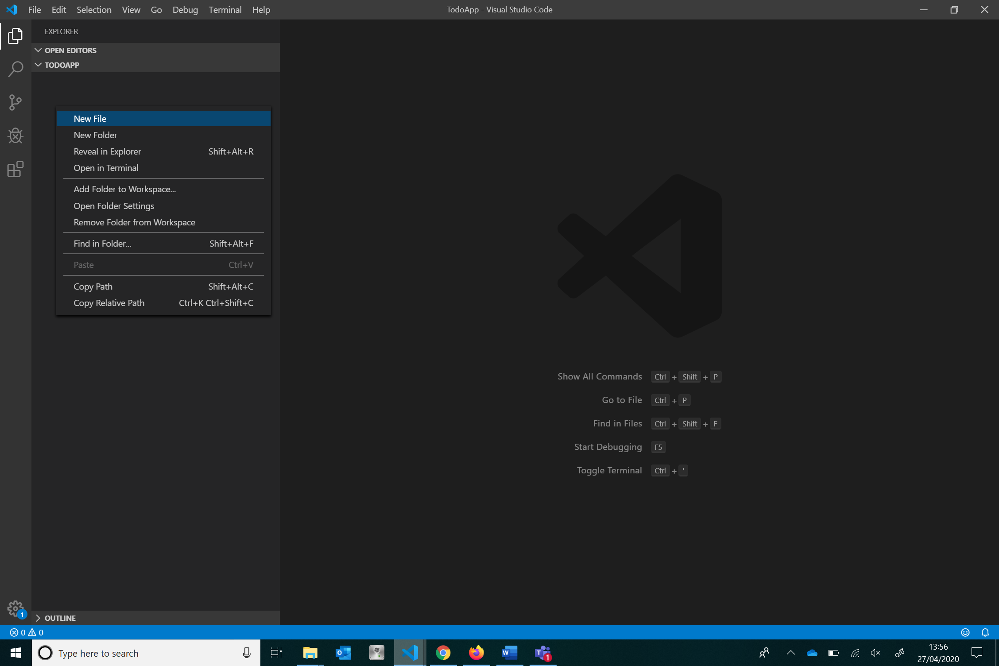 File Edit Selection View Go Debug Terminal Help
TodoApp - Visual Studio Code
EXPLORER
OPEN EDITORS
TODOAPP
New File
New Folder
Reveal in Explorer Shift+Alt+R
Open in Terminal
Add Folder to Workspace...
Open Folder Settings
Remove Folder from Workspace
Find in Folder... Shift+Alt+F
Paste Ctrl+V
Copy Path Shift+Alt+C
Copy Relative Path Ctrl+K Ctrl+Shift+C
Show All Commands Ctrl + Shift + P
Go to File Ctrl + P
Find in Files Ctrl + Shift + F
Start Debugging F5
Toggle Terminal Ctrl + '
1
OUTLINE
0 0
Type here to search
O
W
T 1
13:56
27/04/2020